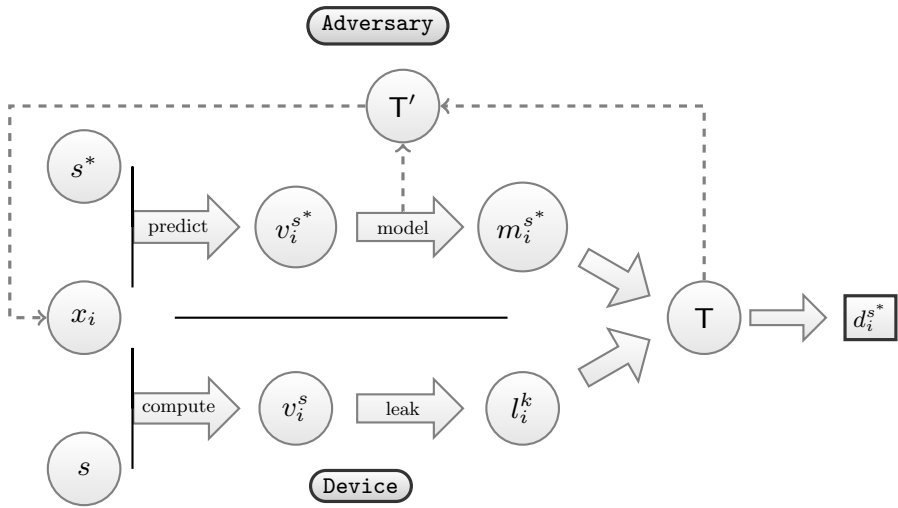 Adversary
T′
s*
predict
v_i^{s*}
model
m_i^{s*}
x_i
T
d_i^{s*}
compute
v_i^s
leak
l_i^k
s
Device